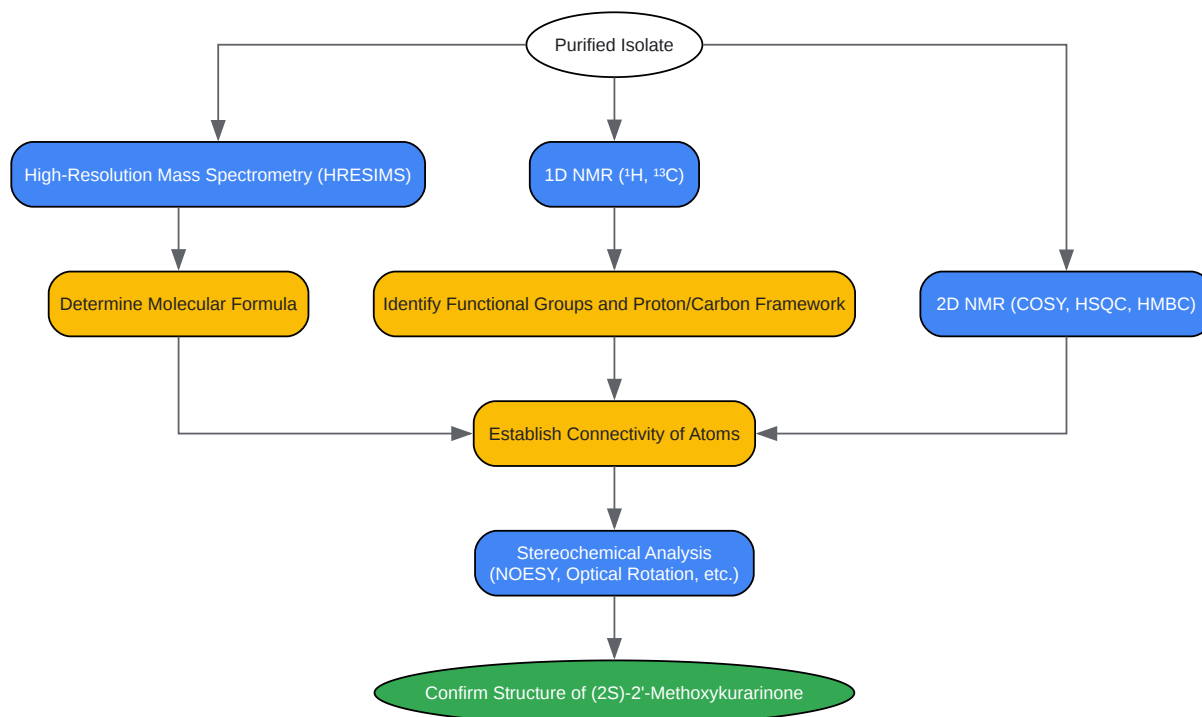 Purified Isolate
High-Resolution Mass Spectrometry (HRESIMS)
1D NMR (¹H, ¹³C)
Determine Molecular Formula
Identify Functional Groups and Proton/Carbon Framework
2D NMR (COSY, HSQC, HMBC)
Establish Connectivity of Atoms
Stereochemical Analysis
(NOESY, Optical Rotation, etc.)
Confirm Structure of (2S)-2'-Methoxykurarinone